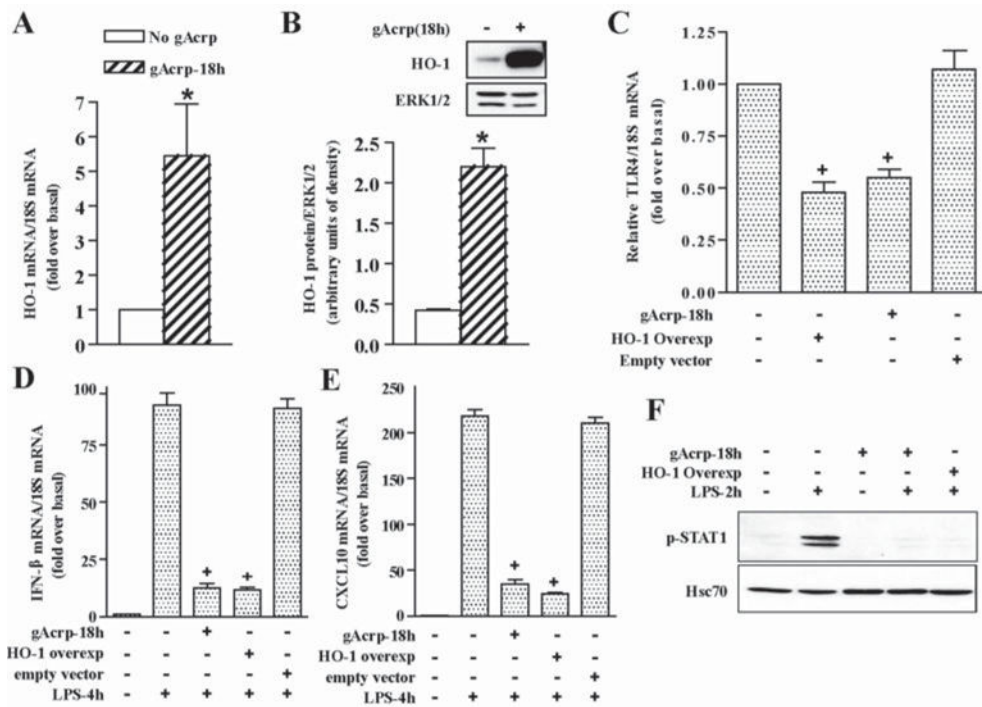 A
No gAcrp
gAcrp-18h
HO-1 mRNA/18S mRNA
(fold over basal)
7
6
5
4
3
2
1
0
*
B
gAcrp(18h) - +
HO-1
ERK1/2
HO-1 protein/ERK1/2
(arbitrary units of density)
2.5
2.0
1.5
1.0
0.5
0.0
*
C
Relative TLR4/18S mRNA
(fold over basal)
1.25
1.00
0.75
0.50
0.25
0.00
+ +
gAcrp-18h - - + -
HO-1 Overexp - + - -
Empty vector - - - +
D
IFN-β mRNA/18S mRNA
(fold over basal)
100
75
50
25
0
+ +
gAcrp-18h - - + - -
HO-1 overexp - - - + -
empty vector - - - - +
LPS-4h - + + + +
E
CXCL10 mRNA/18S mRNA
(fold over basal)
250
200
150
100
50
0
+ +
gAcrp-18h - - + - -
HO-1 overexp - - - + -
empty vector - - - - +
LPS-4h - + + + +
F
gAcrp-18h - - + + -
HO-1 Overexp - - - - +
LPS-2h - + - + +
p-STAT1
Hsc70